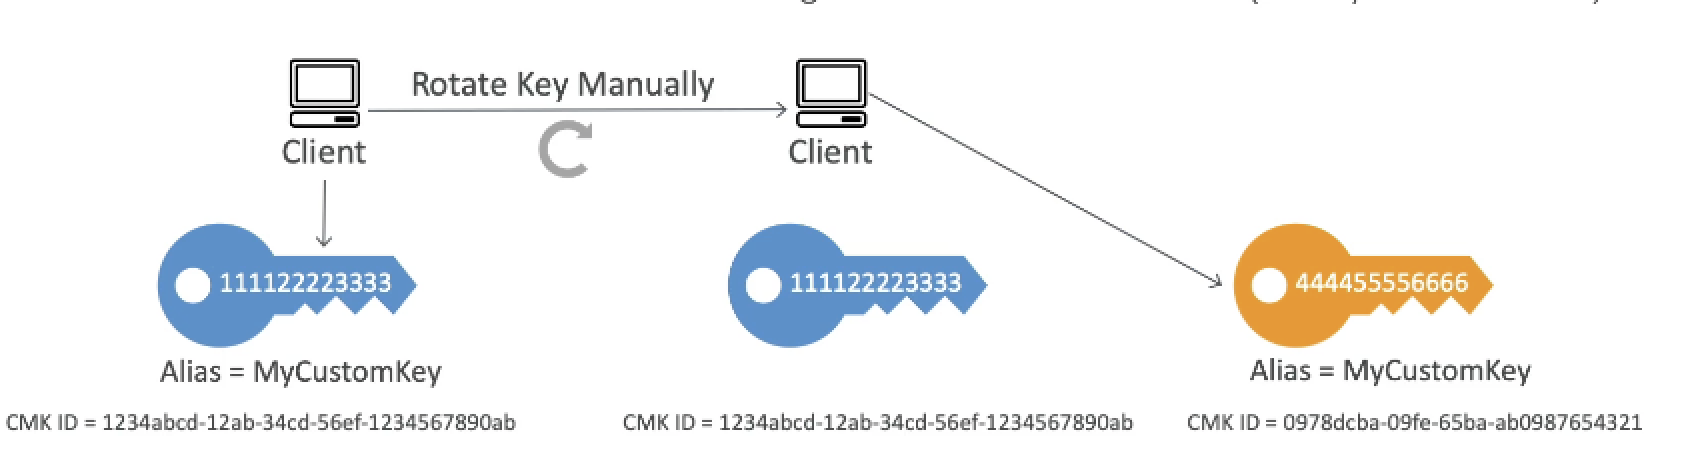 Rotate Key Manually
Client
Client
111122223333
111122223333
444455556666
Alias = MyCustomKey
Alias = MyCustomKey
CMK ID = 1234abcd-12ab-34cd-56ef-1234567890ab
CMK ID = 1234abcd-12ab-34cd-56ef-1234567890ab
CMK ID = 0978dcba-09fe-65ba-ab0987654321